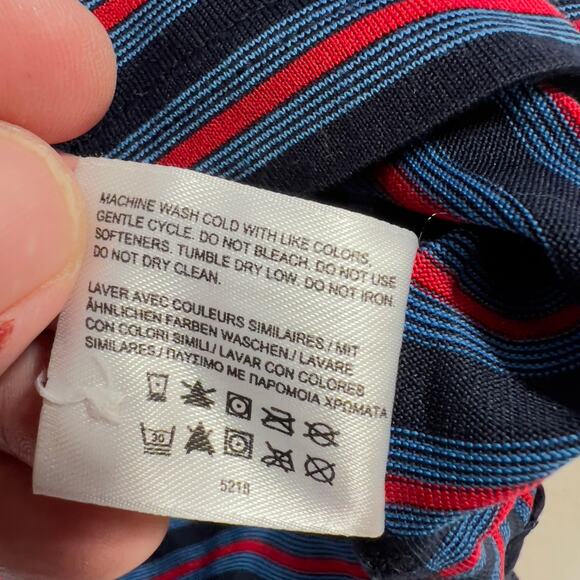 MACHINE WASH COLD WITH LIKE COLORS,
GENTLE CYCLE. DO NOT BLEACH. DO NOT USE
SOFTENERS. TUMBLE DRY LOW. DO NOT IRON
DO NOT DRY CLEAN.
LAVER AVEC COULEURS SIMILAIRES./ MIT
ÄHNLICHEN FARBEN WASCHEN./ LAVARE
CON COLORI SIMILI./ LAVAR CON COLORES
SIMILARES./ ΠΛΥΣΙΜΟ ΜΕ ΠΑΡΟΜΟΙΑ ΧΡΩΜΑΤΑ
30
5218